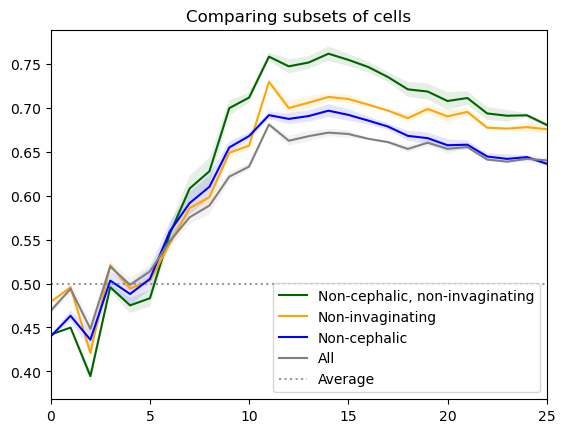 Comparing subsets of cells
0.75
0.70
0.65
0.60
0.55
0.50
0.45
0.40
Non-cephalic, non-invaginating
Non-invaginating
Non-cephalic
All
Average
0 5 10 15 20 25